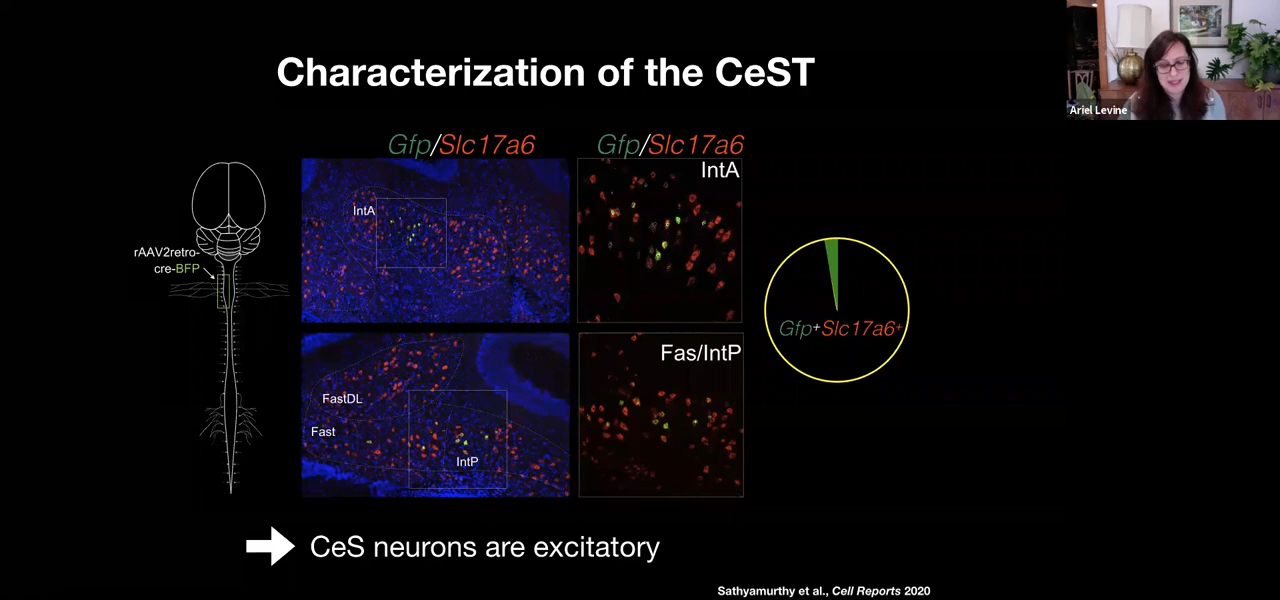 Characterization of the CeST
Ariel Levine
Gfp/Slc17a6
Gfp/Slc17a6
IntA
IntA
rAAV2retro-
cre-BFP
Gfp+Slc17a6+
Fas/IntP
FastDL
Fast
IntP
CeS neurons are excitatory
Sathyamurthy et al., Cell Reports 2020